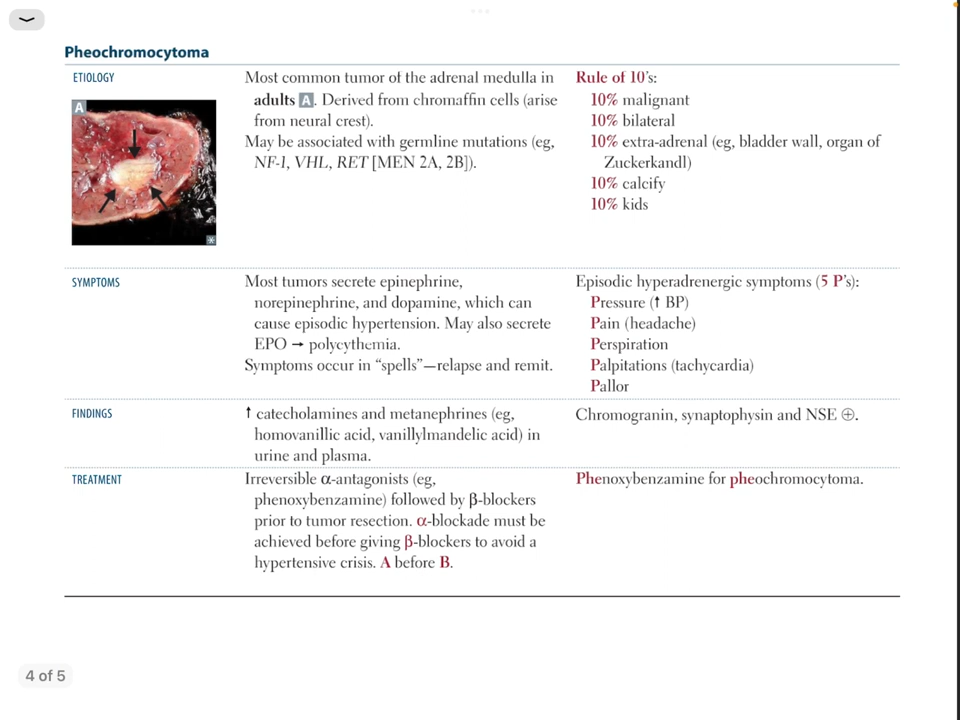 Pheochromocytoma
ETIOLOGY
A
Most common tumor of the adrenal medulla in
adults A. Derived from chromaffin cells (arise
from neural crest).
May be associated with germline mutations (eg,
NF-1, VHL, RET [MEN 2A, 2B]).
Rule of 10's:
10% malignant
10% bilateral
10% extra-adrenal (eg, bladder wall, organ of
Zuckerkandl)
10% calcify
10% kids
SYMPTOMS
Most tumors secrete epinephrine,
norepinephrine, and dopamine, which can
cause episodic hypertension. May also secrete
EPO → polycythemia.
Symptoms occur in “spells”—relapse and remit.
Episodic hyperadrenergic symptoms (5 P's):
Pressure (↑ BP)
Pain (headache)
Perspiration
Palpitations (tachycardia)
Pallor
FINDINGS
↑ catecholamines and metanephrines (eg,
homovanillic acid, vanillylmandelic acid) in
urine and plasma.
Chromogranin, synaptophysin and NSE ⊕.
TREATMENT
Irreversible α-antagonists (eg,
phenoxybenzamine) followed by β-blockers
prior to tumor resection. α-blockade must be
achieved before giving β-blockers to avoid a
hypertensive crisis. A before B.
Phenoxybenzamine for pheochromocytoma.
4 of 5